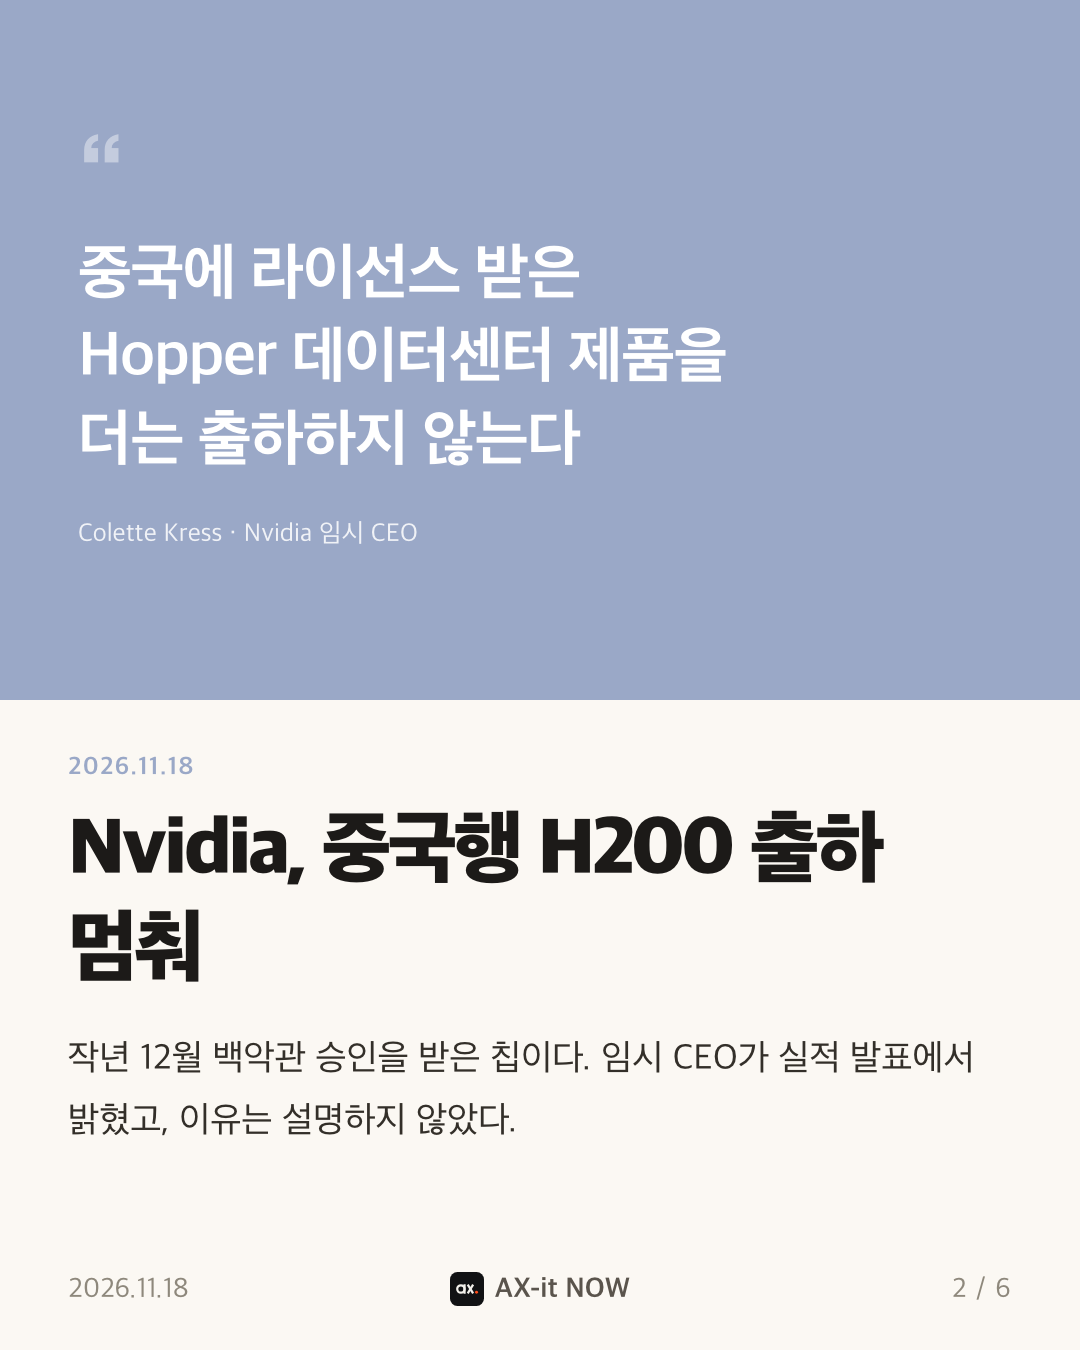 “
중국에 라이선스 받은
Hopper 데이터센터 제품을
더는 출하하지 않는다
Colette Kress · Nvidia 임시 CEO
2026.11.18
Nvidia, 중국행 H200 출하
멈춰
작년 12월 백악관 승인을 받은 칩이다. 임시 CEO가 실적 발표에서
밝혔고, 이유는 설명하지 않았다.
2026.11.18
ax. AX-it NOW
2 / 6